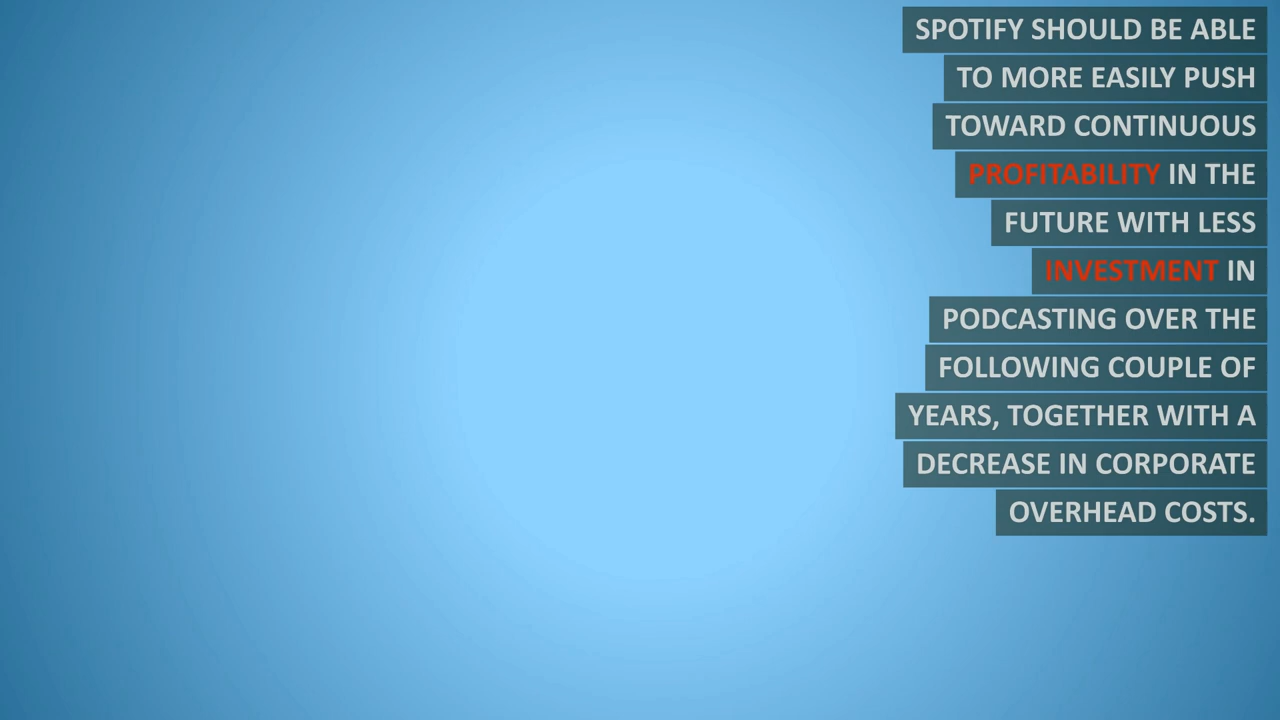 SPOTIFY SHOULD BE ABLE
TO MORE EASILY PUSH
TOWARD CONTINUOUS
PROFITABILITY IN THE
FUTURE WITH LESS
INVESTMENT IN
PODCASTING OVER THE
FOLLOWING COUPLE OF
YEARS, TOGETHER WITH A
DECREASE IN CORPORATE
OVERHEAD COSTS.